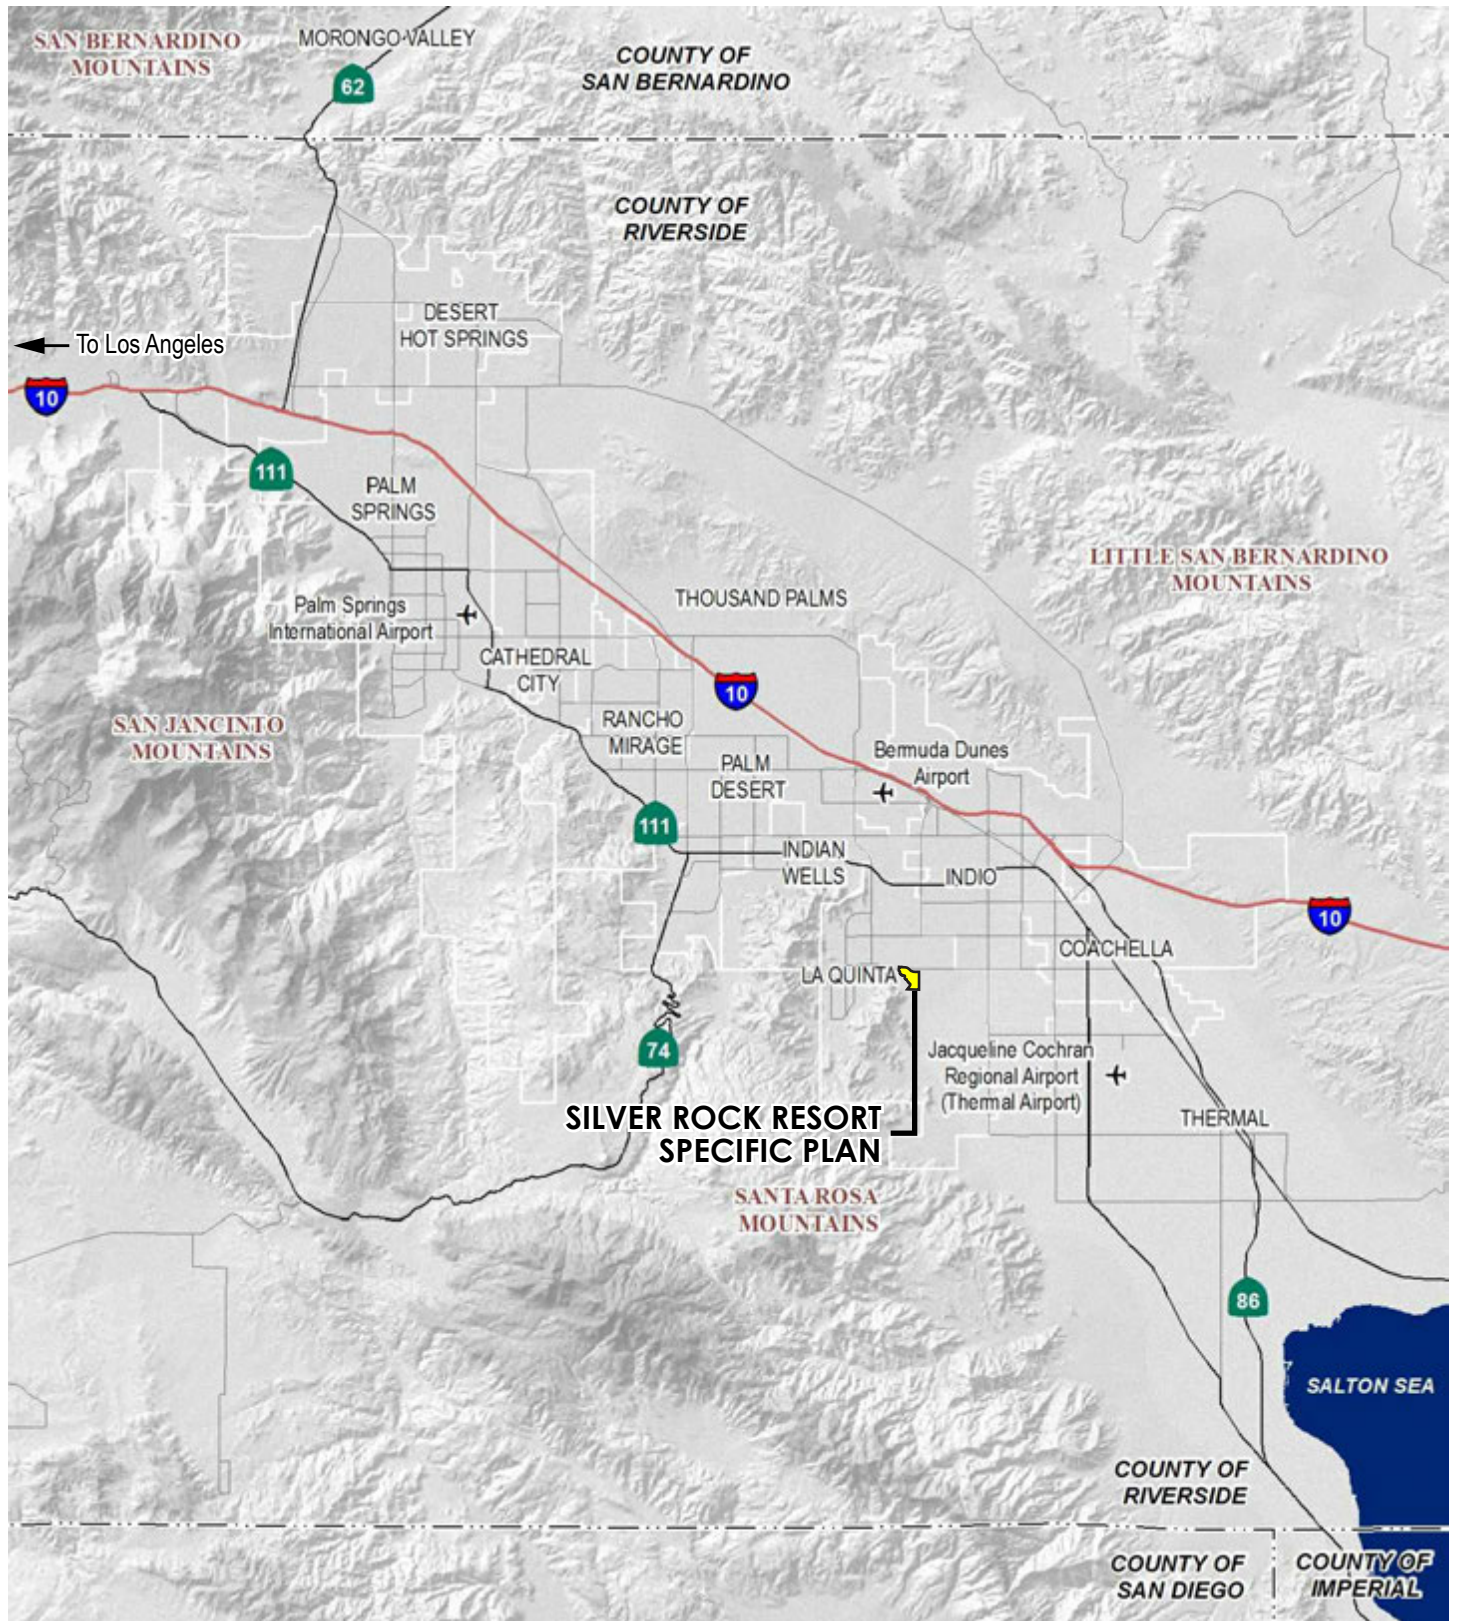 SAN BERNARDINO
MOUNTAINS
MORONGO VALLEY
62
COUNTY OF
SAN BERNARDINO
COUNTY OF
RIVERSIDE
DESERT
HOT SPRINGS
To Los Angeles
10
111
PALM
SPRINGS
LITTLE SAN BERNARDINO
MOUNTAINS
THOUSAND PALMS
Palm Springs
International Airport
CATHEDRAL
CITY
10
SAN JANCINTO
MOUNTAINS
RANCHO
MIRAGE
PALM
DESERT
Bermuda Dunes
Airport
111
INDIAN
WELLS
INDIO
10
COACHELLA
LA QUINTA
74
Jacqueline Cochran
Regional Airport
(Thermal Airport)
SILVER ROCK RESORT
SPECIFIC PLAN
THERMAL
SANTA ROSA
MOUNTAINS
86
SALTON SEA
COUNTY OF
RIVERSIDE
COUNTY OF
SAN DIEGO
COUNTY OF
IMPERIAL